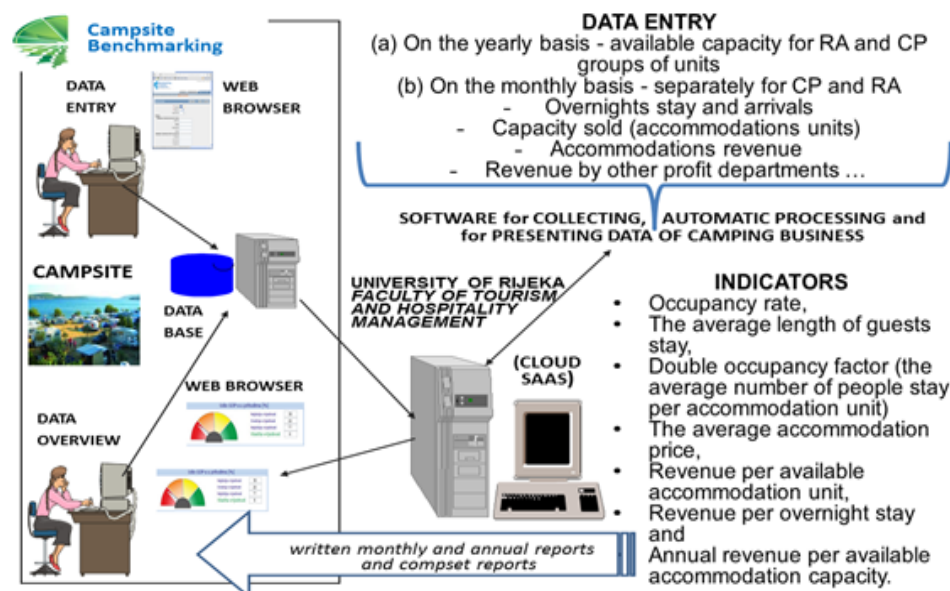 Campsite
Benchmarking
DATA
ENTRY
WEB
BROWSER
CAMPSITE
DATA
BASE
WEB BROWSER
DATA
OVERVIEW
DATA ENTRY
(a) On the yearly basis - available capacity for RA and CP
groups of units
(b) On the monthly basis - separately for CP and RA
- Overnights stay and arrivals
- Capacity sold (accommodations units)
- Accommodations revenue
- Revenue by other profit departments ...
SOFTWARE for COLLECTING, AUTOMATIC PROCESSING and
for PRESENTING DATA OF CAMPING BUSINESS
UNIVERSITY OF RIJEKA
FACULTY OF TOURISM
AND HOSPITALITY
MANAGEMENT
(CLOUD
SAAS)
INDICATORS
• Occupancy rate,
• The average length of guests
stay,
• Double occupancy factor (the
average number of people stay
per accommodation unit)
• The average accommodation
price,
• Revenue per available
accommodation unit,
• Revenue per overnight stay
and
• Annual revenue per available
accommodation capacity.
written monthly and annual reports
and compset reports